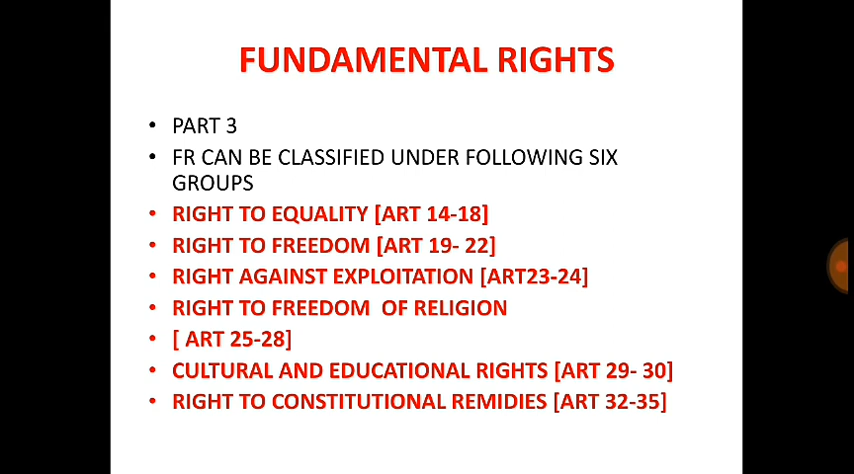 FUNDAMENTAL RIGHTS
• PART 3
• FR CAN BE CLASSIFIED UNDER FOLLOWING SIX
GROUPS
• RIGHT TO EQUALITY [ART 14-18]
• RIGHT TO FREEDOM [ART 19- 22]
• RIGHT AGAINST EXPLOITATION [ART23-24]
• RIGHT TO FREEDOM  OF RELIGION
• [ ART 25-28]
• CULTURAL AND EDUCATIONAL RIGHTS [ART 29- 30]
• RIGHT TO CONSTITUTIONAL REMIDIES [ART 32-35]